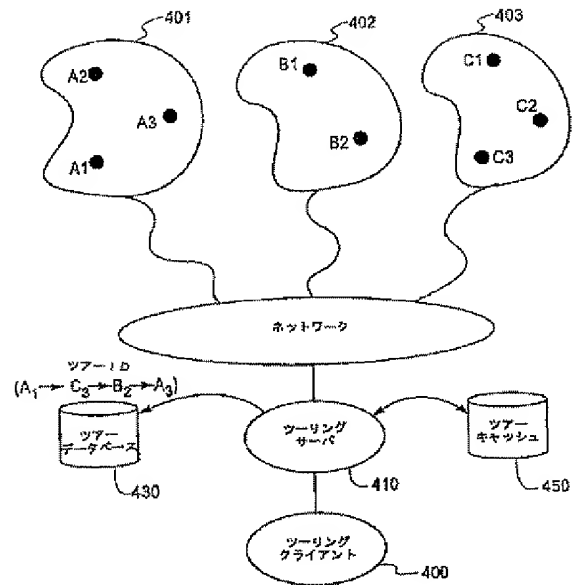 401
402
403
A2
A3
A1
B1
B2
C1
C2
C3
ネットワーク
ツアーID
(A1→ C3→B2→A3)
ツアー
データベース
430
ツーリング
サーバ
410
ツアー
キャッシュ
450
ツーリング
クライアント
400